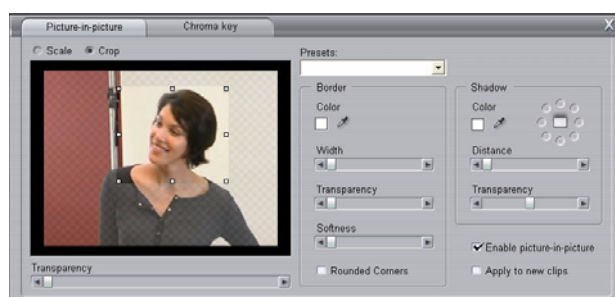 Picture-in-picture
Chroma key
X
Scale
Crop
Presets:
Border
Color
Width
Transparency
Softness
Rounded Corners
Shadow
Color
Distance
Transparency
Enable picture-in-picture
Apply to new clips
Transparency